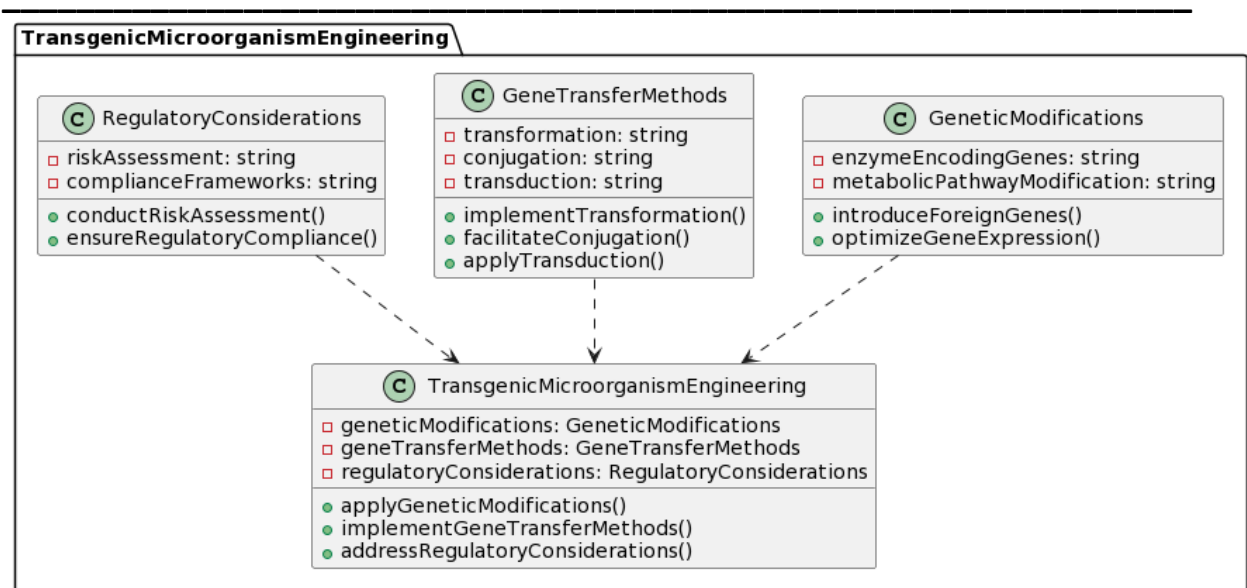 TransgenicMicroorganismEngineering
C RegulatoryConsiderations
riskAssessment: string
complianceFrameworks: string
conductRiskAssessment()
ensureRegulatoryCompliance()
C GeneTransferMethods
transformation: string
conjugation: string
transduction: string
implementTransformation()
facilitateConjugation()
applyTransduction()
C GeneticModifications
enzymeEncodingGenes: string
metabolicPathwayModification: string
introduceForeignGenes()
optimizeGeneExpression()
C TransgenicMicroorganismEngineering
geneticModifications: GeneticModifications
geneTransferMethods: GeneTransferMethods
regulatoryConsiderations: RegulatoryConsiderations
applyGeneticModifications()
implementGeneTransferMethods()
addressRegulatoryConsiderations()